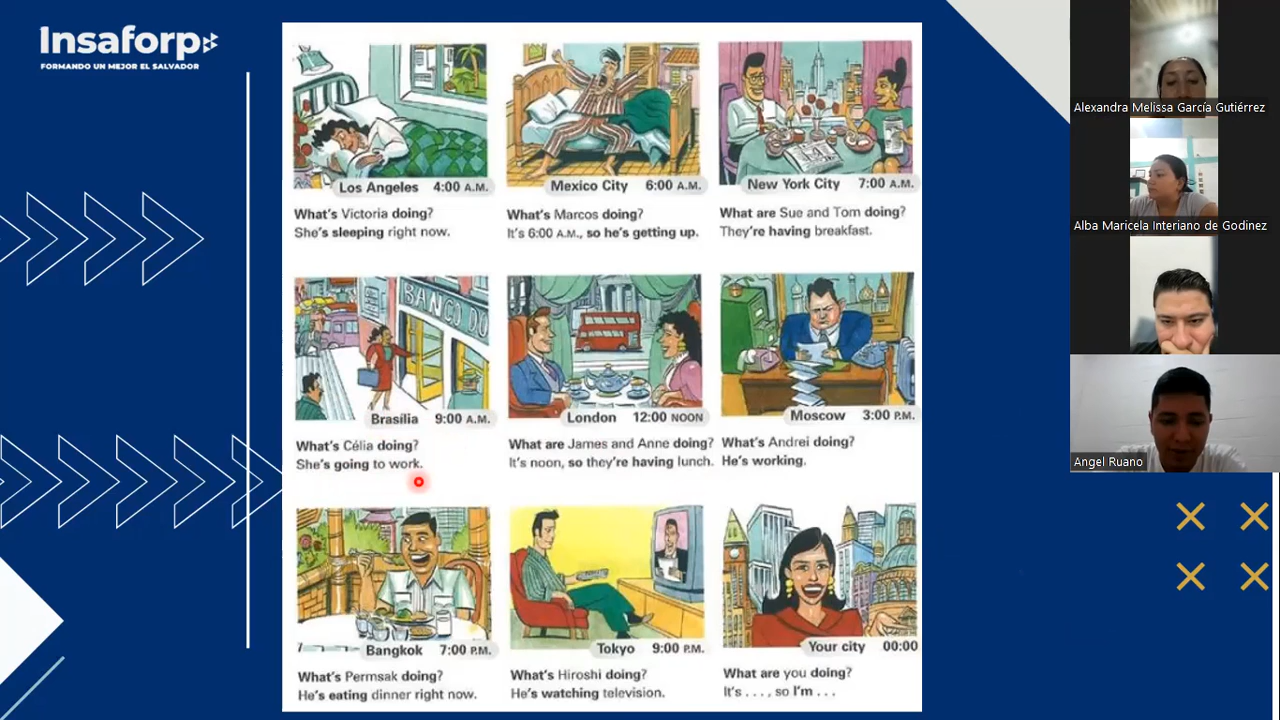 Insaforp
FORMANDO UN MEJOR EL SALVADOR
Los Angeles 4:00 A.M.
What's Victoria doing?
She's sleeping right now.
Mexico City 6:00 A.M.
What's Marcos doing?
It's 6:00 A.M., so he's getting up.
New York City 7:00 A.M.
What are Sue and Tom doing?
They're having breakfast.
BANCO DO
Brasília 9:00 A.M.
What's Célia doing?
She's going to work.
London 12:00 NOON
What are James and Anne doing?
It's noon, so they're having lunch.
Moscow 3:00 P.M.
What's Andrei doing?
He's working.
Bangkok 7:00 P.M.
What's Permsak doing?
He's eating dinner right now.
Tokyo 9:00 P.M.
What's Hiroshi doing?
He's watching television.
Your city 00:00
What are you doing?
It's . . . , so I'm . . .
Alexandra Melissa García Gutiérrez
Alba Maricela Interiano de Godinez
Angel Ruano